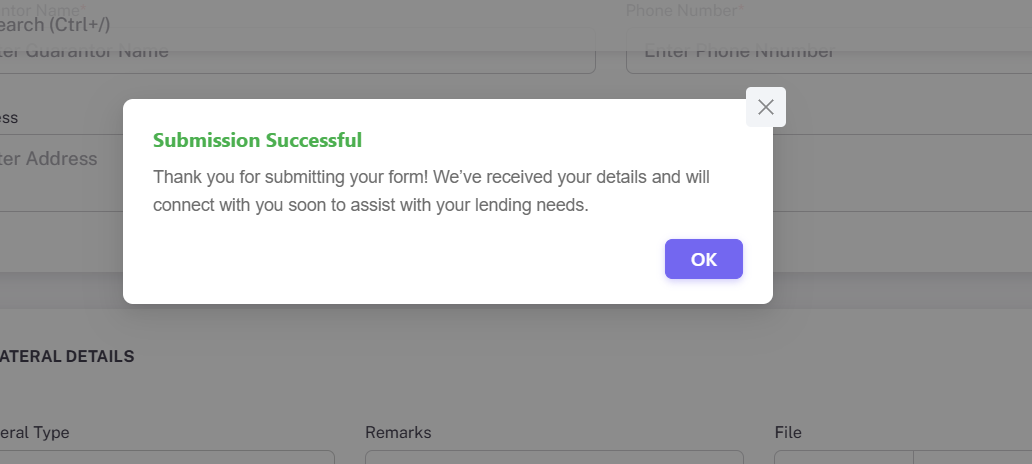 ntor Name*
Phone Number*
earch (Ctrl+/)
ter Guarantor Name
Enter Phone Nnumber
ess
ter Address
Submission Successful
Thank you for submitting your form! We’ve received your details and will
connect with you soon to assist with your lending needs.
OK
ATERAL DETAILS
eral Type
Remarks
File